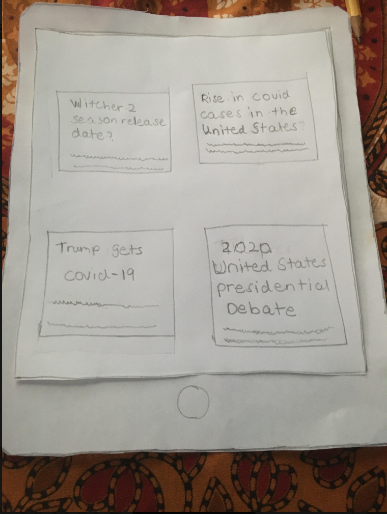 Witcher 2
season release
date?
Rise in covid
cases in the
United States?
Trump gets
covid-19
2020
United States
presidential
Debate